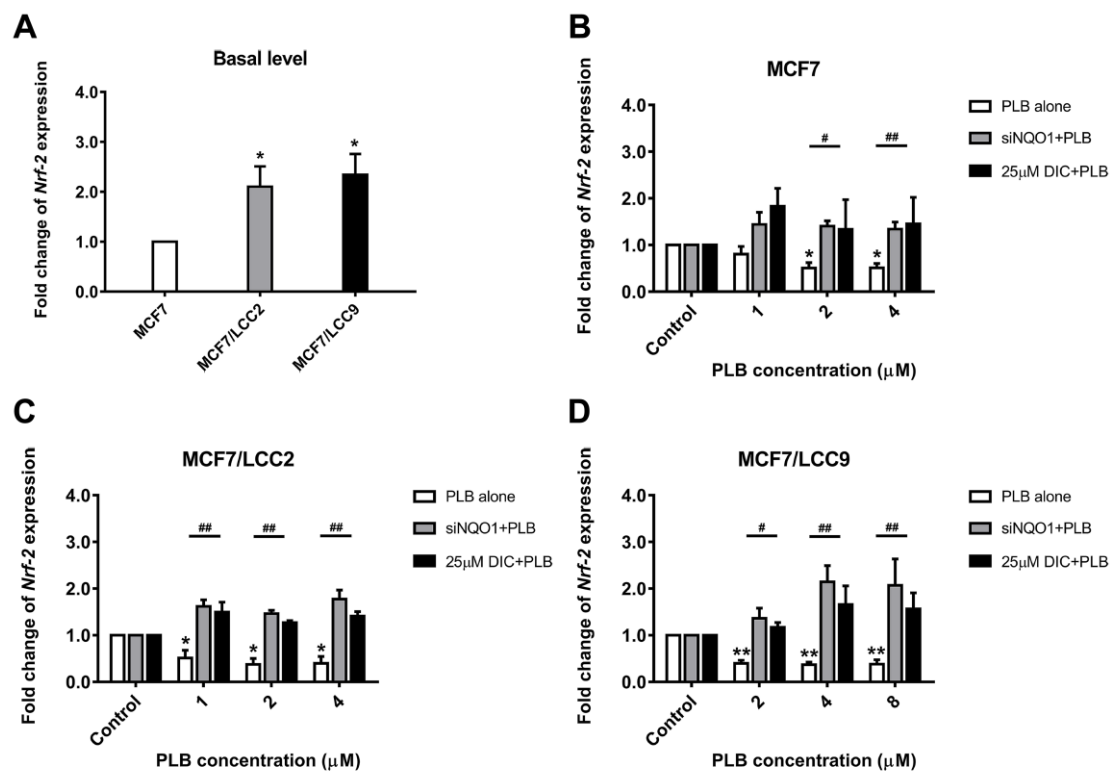 A
Basal level
Fold change of Nrf-2 expression
4.0
3.0
2.0
1.0
0.0
*
*
MCF7
MCF7/LCC2
MCF7/LCC9
B
MCF7
Fold change of Nrf-2 expression
4.0
3.0
2.0
1.0
0.0
#
##
*
*
Control
1
2
4
PLB concentration (μM)
PLB alone
siNQO1+PLB
25μM DIC+PLB
C
MCF7/LCC2
Fold change of Nrf-2 expression
4.0
3.0
2.0
1.0
0.0
##
##
##
*
*
*
Control
1
2
4
PLB concentration (μM)
PLB alone
siNQO1+PLB
25μM DIC+PLB
D
MCF7/LCC9
Fold change of Nrf-2 expression
4.0
3.0
2.0
1.0
0.0
#
##
##
**
**
**
Control
2
4
8
PLB concentration (μM)
PLB alone
siNQO1+PLB
25μM DIC+PLB